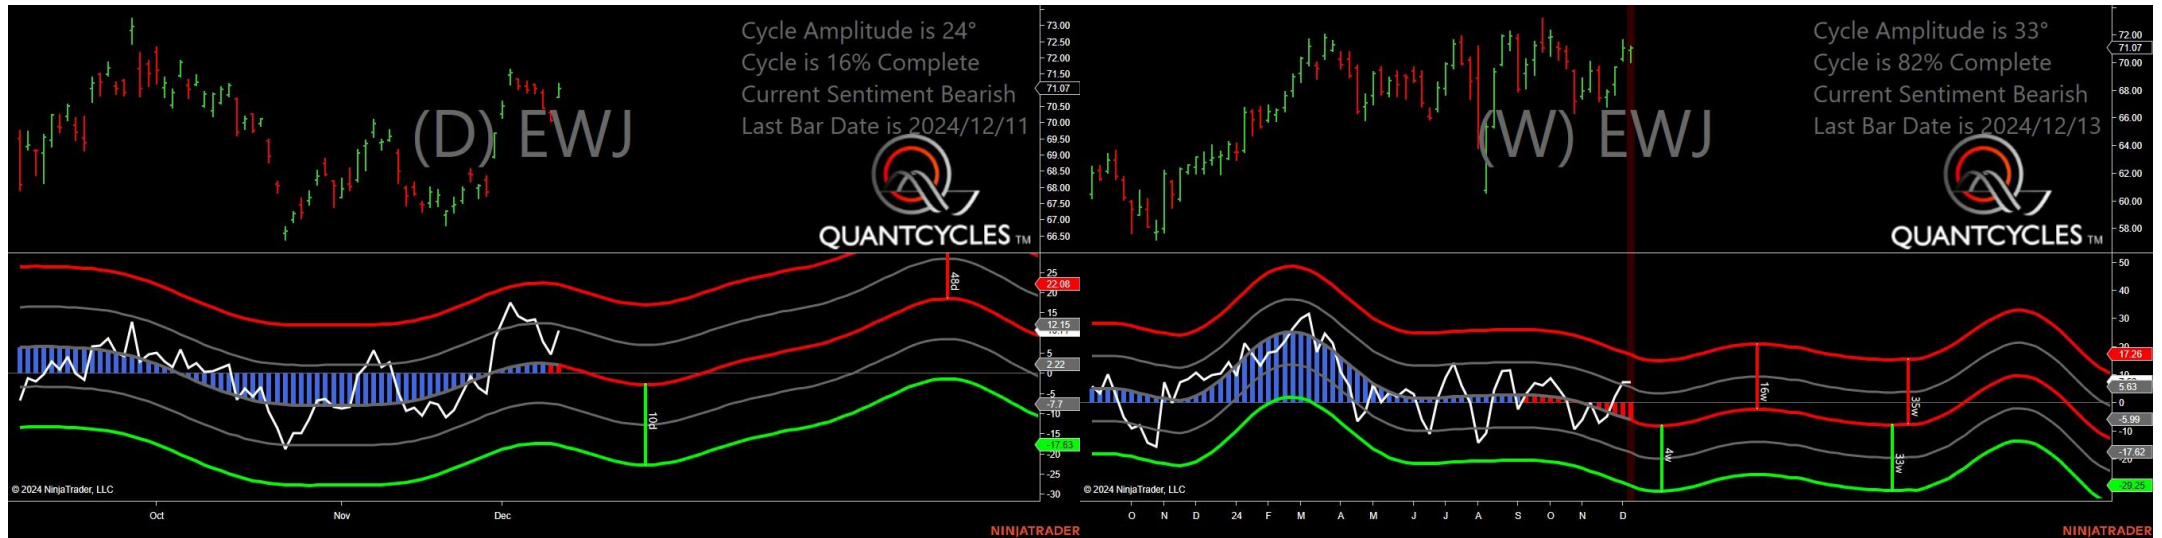 Cycle Amplitude is 24°
Cycle is 16% Complete
Current Sentiment Bearish
Last Bar Date is 2024/12/11
(D) EWJ
QUANTCYCLES TM
73.00
72.50
72.00
71.50
71.07
70.50
70.00
69.50
69.00
68.50
68.00
67.50
67.00
66.50
48d
10d
25
22.08
20
15
12.15
5
2.22
0
-5
-7.7
-10
-15
-17.63
-20
-25
-30
© 2024 NinjaTrader, LLC
Oct Nov Dec
NINJATRADER
Cycle Amplitude is 33°
Cycle is 82% Complete
Current Sentiment Bearish
Last Bar Date is 2024/12/13
(W) EWJ
QUANTCYCLES TM
72.00
71.07
70.00
68.00
66.00
64.00
62.00
60.00
58.00
16w
35w
4w
33w
50
40
30
20
17.26
10
5.63
0
-5.99
-10
-17.62
-20
-29.25
© 2024 NinjaTrader, LLC
O N D 24 F M A M J J A S O N D
NINJATRADER